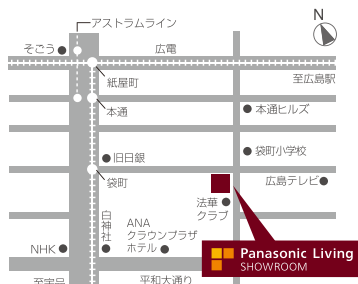 アストラムライン
N
そごう
広電
紙屋町
至広島駅
本通
本通ヒルズ
旧日銀
袋町小学校
袋町
広島テレビ
法華
クラブ
白神社
ANA
クラウンプラザ
ホテル
NHK
Panasonic Living
SHOWROOM
至宇品
平和大通り